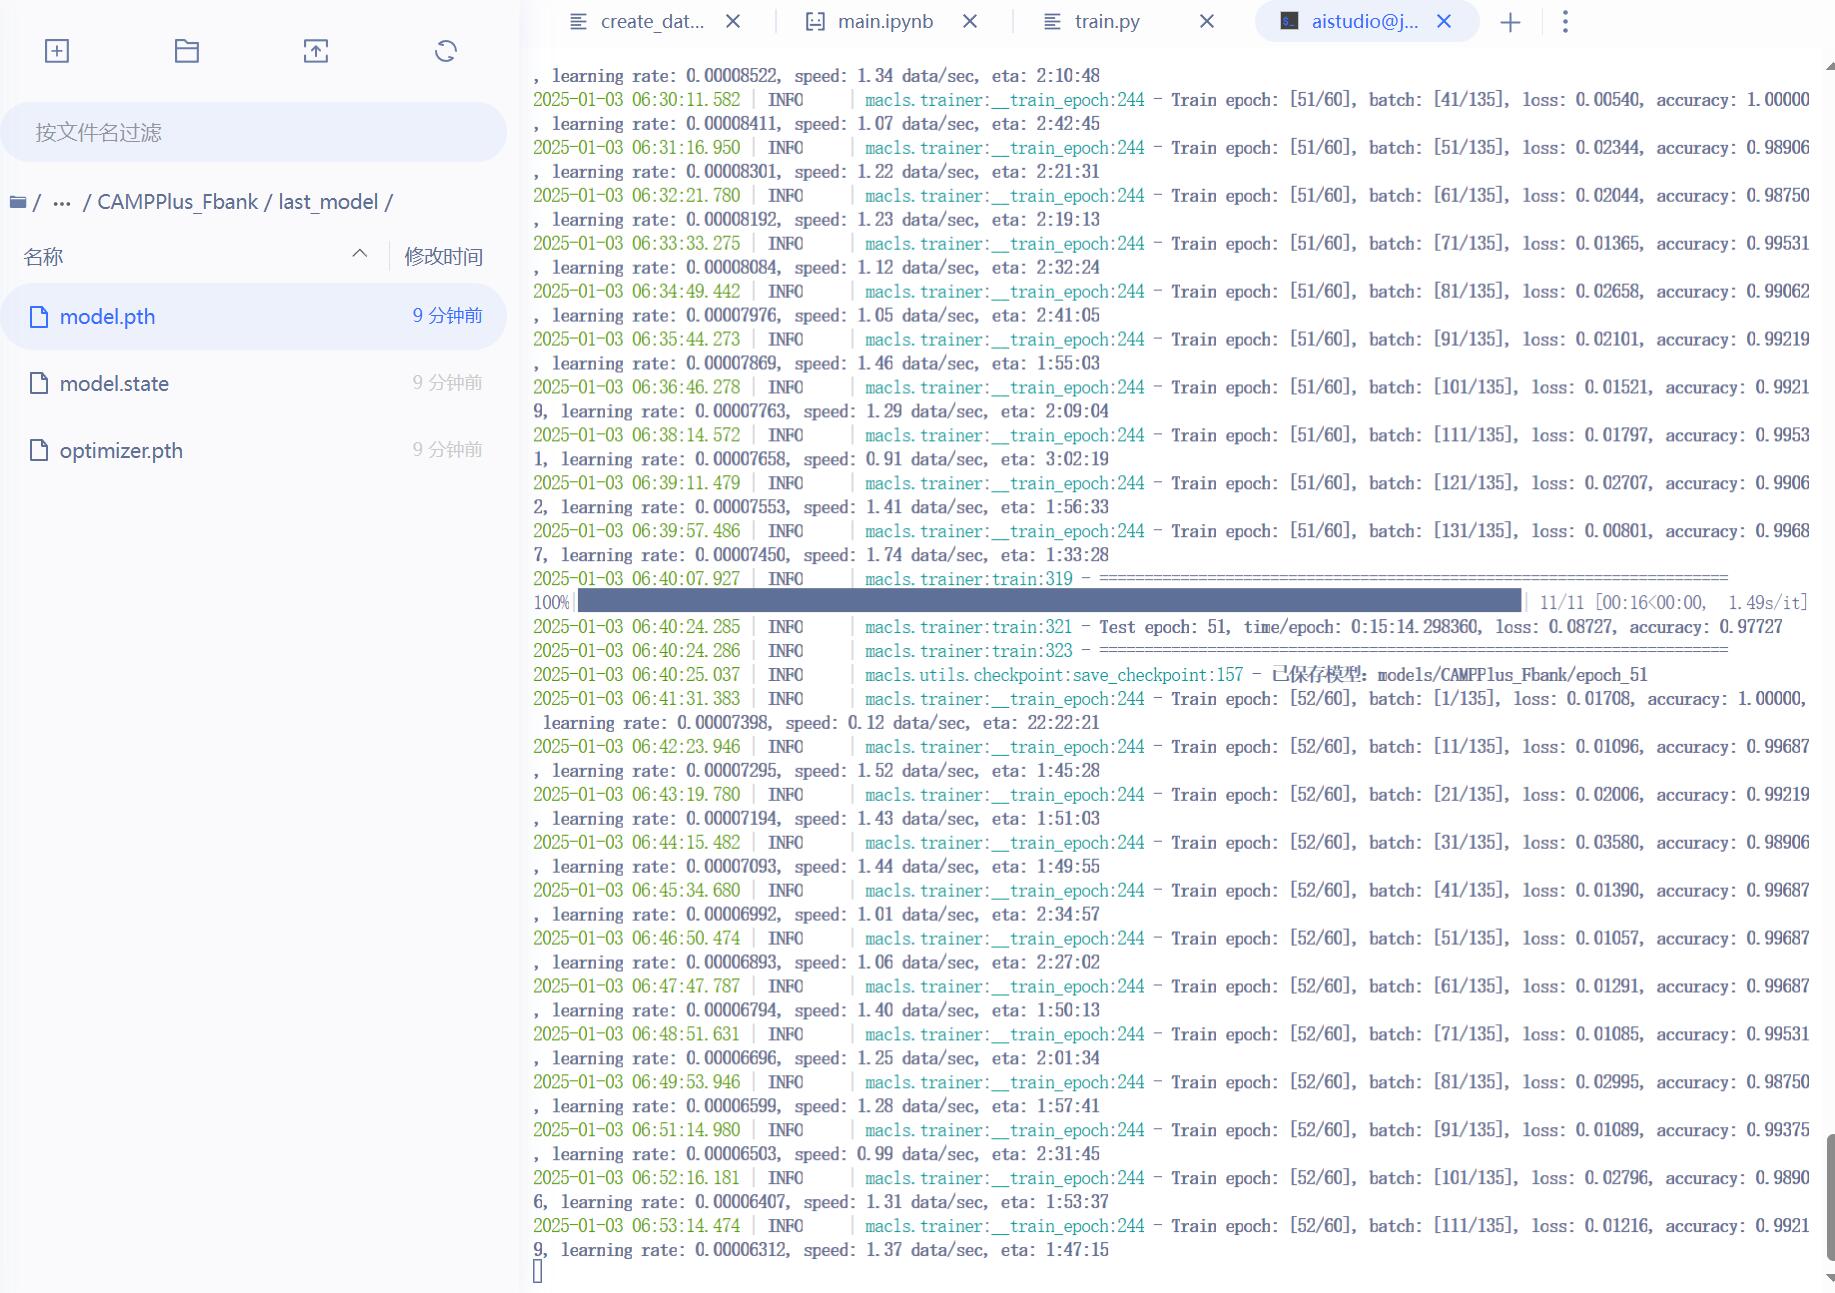 create_dat...
main.ipynb
train.py
aistudio@j...
按文件名过滤
/ ... / CAMPPlus_Fbank / last_model /
名称 修改时间
model.pth 9 分钟前
model.state 9 分钟前
optimizer.pth 9 分钟前
, learning rate: 0.00008522, speed: 1.34 data/sec, eta: 2:10:48
2025-01-03 06:30:11.582 | INFO     | macls.trainer:__train_epoch:244 - Train epoch: [51/60], batch: [41/135], loss: 0.00540, accuracy: 1.00000
, learning rate: 0.00008411, speed: 1.07 data/sec, eta: 2:42:45
2025-01-03 06:31:16.950 | INFO     | macls.trainer:__train_epoch:244 - Train epoch: [51/60], batch: [51/135], loss: 0.02344, accuracy: 0.98906
, learning rate: 0.00008301, speed: 1.22 data/sec, eta: 2:21:31
2025-01-03 06:32:21.780 | INFO     | macls.trainer:__train_epoch:244 - Train epoch: [51/60], batch: [61/135], loss: 0.02044, accuracy: 0.98750
, learning rate: 0.00008192, speed: 1.23 data/sec, eta: 2:19:13
2025-01-03 06:33:33.275 | INFO     | macls.trainer:__train_epoch:244 - Train epoch: [51/60], batch: [71/135], loss: 0.01365, accuracy: 0.99531
, learning rate: 0.00008084, speed: 1.12 data/sec, eta: 2:32:24
2025-01-03 06:34:49.442 | INFO     | macls.trainer:__train_epoch:244 - Train epoch: [51/60], batch: [81/135], loss: 0.02658, accuracy: 0.99062
, learning rate: 0.00007976, speed: 1.05 data/sec, eta: 2:41:05
2025-01-03 06:35:44.273 | INFO     | macls.trainer:__train_epoch:244 - Train epoch: [51/60], batch: [91/135], loss: 0.02101, accuracy: 0.99219
, learning rate: 0.00007869, speed: 1.46 data/sec, eta: 1:55:03
2025-01-03 06:36:46.278 | INFO     | macls.trainer:__train_epoch:244 - Train epoch: [51/60], batch: [101/135], loss: 0.01521, accuracy: 0.9921
9, learning rate: 0.00007763, speed: 1.29 data/sec, eta: 2:09:04
2025-01-03 06:38:14.572 | INFO     | macls.trainer:__train_epoch:244 - Train epoch: [51/60], batch: [111/135], loss: 0.01797, accuracy: 0.9953
1, learning rate: 0.00007658, speed: 0.91 data/sec, eta: 3:02:19
2025-01-03 06:39:11.479 | INFO     | macls.trainer:__train_epoch:244 - Train epoch: [51/60], batch: [121/135], loss: 0.02707, accuracy: 0.9906
2, learning rate: 0.00007553, speed: 1.41 data/sec, eta: 1:56:33
2025-01-03 06:39:57.486 | INFO     | macls.trainer:__train_epoch:244 - Train epoch: [51/60], batch: [131/135], loss: 0.00801, accuracy: 0.9968
7, learning rate: 0.00007450, speed: 1.74 data/sec, eta: 1:33:28
2025-01-03 06:40:07.927 | INFO     | macls.trainer:train:319 - ======================================================================
100%| | 11/11 [00:16<00:00,  1.49s/it]
2025-01-03 06:40:24.285 | INFO     | macls.trainer:train:321 - Test epoch: 51, time/epoch: 0:15:14.298360, loss: 0.08727, accuracy: 0.97727
2025-01-03 06:40:24.286 | INFO     | macls.trainer:train:323 - ======================================================================
2025-01-03 06:40:25.037 | INFO     | macls.utils.checkpoint:save_checkpoint:157 - 已保存模型：models/CAMPPlus_Fbank/epoch_51
2025-01-03 06:41:31.383 | INFO     | macls.trainer:__train_epoch:244 - Train epoch: [52/60], batch: [1/135], loss: 0.01708, accuracy: 1.00000,
learning rate: 0.00007398, speed: 0.12 data/sec, eta: 22:22:21
2025-01-03 06:42:23.946 | INFO     | macls.trainer:__train_epoch:244 - Train epoch: [52/60], batch: [11/135], loss: 0.01096, accuracy: 0.99687
, learning rate: 0.00007295, speed: 1.52 data/sec, eta: 1:45:28
2025-01-03 06:43:19.780 | INFO     | macls.trainer:__train_epoch:244 - Train epoch: [52/60], batch: [21/135], loss: 0.02006, accuracy: 0.99219
, learning rate: 0.00007194, speed: 1.43 data/sec, eta: 1:51:03
2025-01-03 06:44:15.482 | INFO     | macls.trainer:__train_epoch:244 - Train epoch: [52/60], batch: [31/135], loss: 0.03580, accuracy: 0.98906
, learning rate: 0.00007093, speed: 1.44 data/sec, eta: 1:49:55
2025-01-03 06:45:34.680 | INFO     | macls.trainer:__train_epoch:244 - Train epoch: [52/60], batch: [41/135], loss: 0.01390, accuracy: 0.99687
, learning rate: 0.00006992, speed: 1.01 data/sec, eta: 2:34:57
2025-01-03 06:46:50.474 | INFO     | macls.trainer:__train_epoch:244 - Train epoch: [52/60], batch: [51/135], loss: 0.01057, accuracy: 0.99687
, learning rate: 0.00006893, speed: 1.06 data/sec, eta: 2:27:02
2025-01-03 06:47:47.787 | INFO     | macls.trainer:__train_epoch:244 - Train epoch: [52/60], batch: [61/135], loss: 0.01291, accuracy: 0.99687
, learning rate: 0.00006794, speed: 1.40 data/sec, eta: 1:50:13
2025-01-03 06:48:51.631 | INFO     | macls.trainer:__train_epoch:244 - Train epoch: [52/60], batch: [71/135], loss: 0.01085, accuracy: 0.99531
, learning rate: 0.00006696, speed: 1.25 data/sec, eta: 2:01:34
2025-01-03 06:49:53.946 | INFO     | macls.trainer:__train_epoch:244 - Train epoch: [52/60], batch: [81/135], loss: 0.02995, accuracy: 0.98750
, learning rate: 0.00006599, speed: 1.28 data/sec, eta: 1:57:41
2025-01-03 06:51:14.980 | INFO     | macls.trainer:__train_epoch:244 - Train epoch: [52/60], batch: [91/135], loss: 0.01089, accuracy: 0.99375
, learning rate: 0.00006503, speed: 0.99 data/sec, eta: 2:31:45
2025-01-03 06:52:16.181 | INFO     | macls.trainer:__train_epoch:244 - Train epoch: [52/60], batch: [101/135], loss: 0.02796, accuracy: 0.9890
6, learning rate: 0.00006407, speed: 1.31 data/sec, eta: 1:53:37
2025-01-03 06:53:14.474 | INFO     | macls.trainer:__train_epoch:244 - Train epoch: [52/60], batch: [111/135], loss: 0.01216, accuracy: 0.9921
9, learning rate: 0.00006312, speed: 1.37 data/sec, eta: 1:47:15